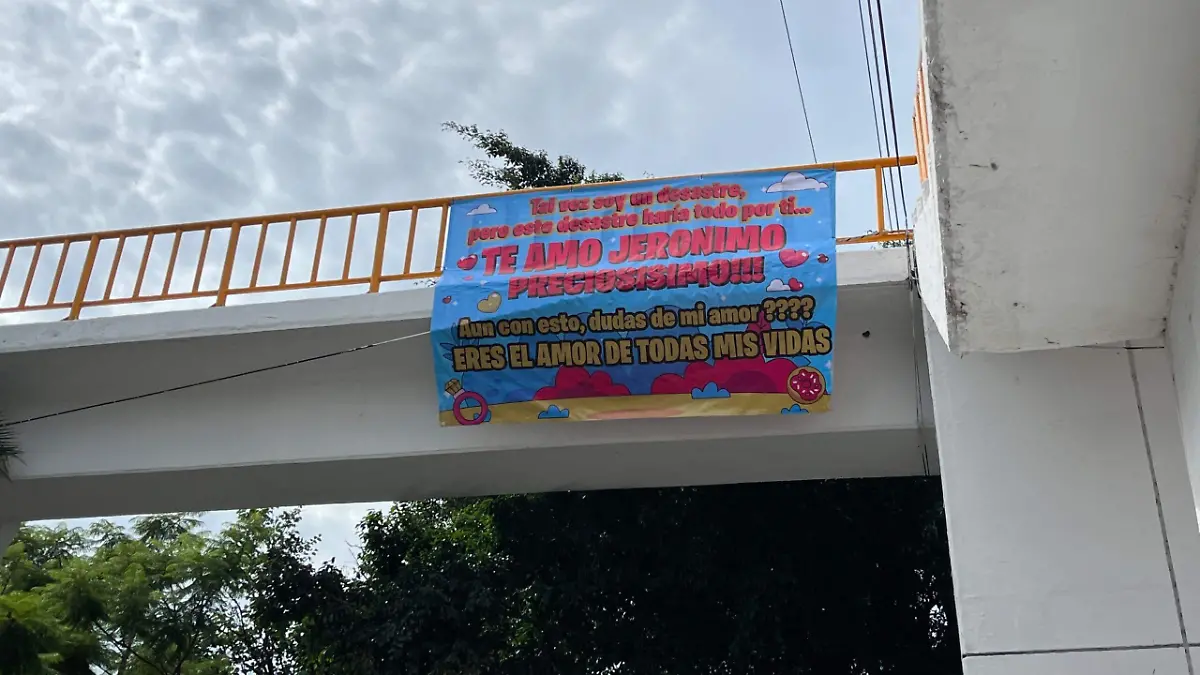 Tal vez soy un desastre,
pero este desastre haría todo por ti...
TE AMO JERONIMO
PRECIOSISIMO!!!
Aun con esto, dudas de mi amor ????
ERES EL AMOR DE TODAS MIS VIDAS